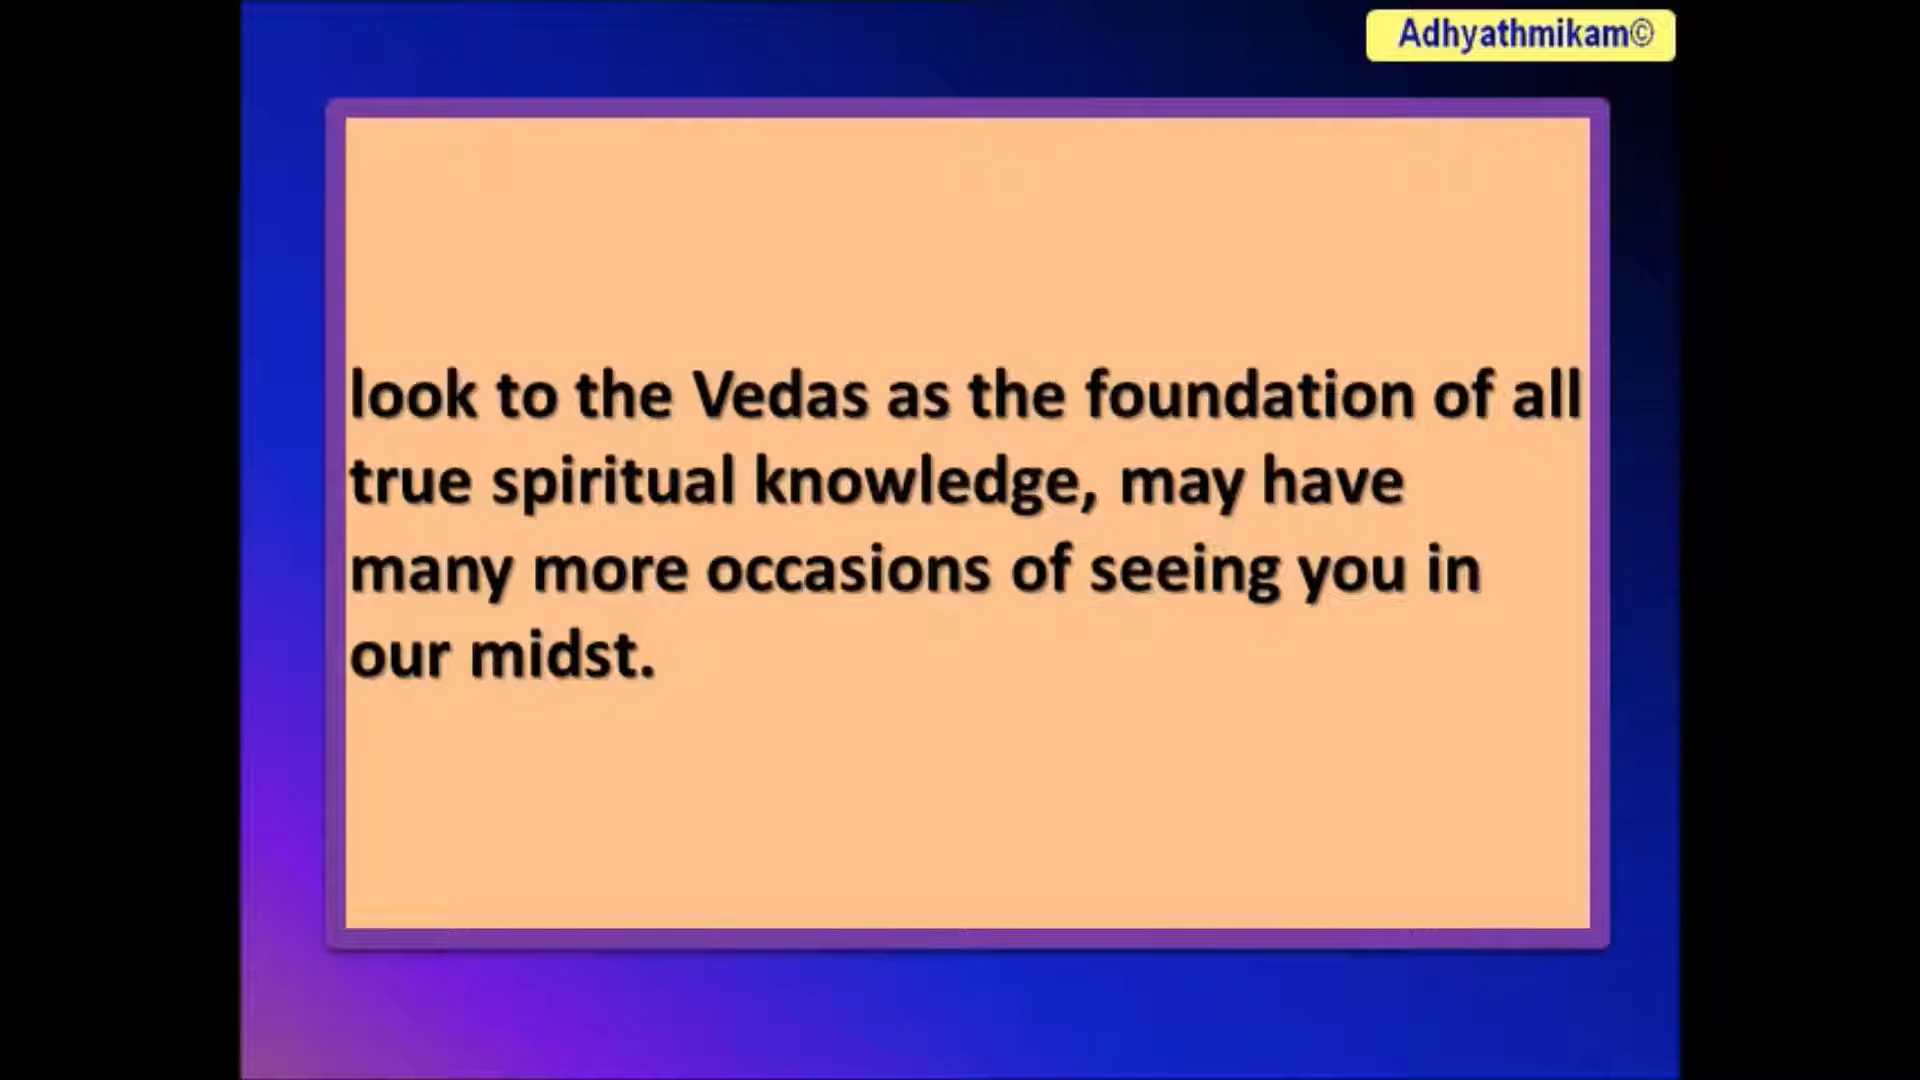 Adhyathmikam©
look to the Vedas as the foundation of all
true spiritual knowledge, may have
many more occasions of seeing you in
our midst.